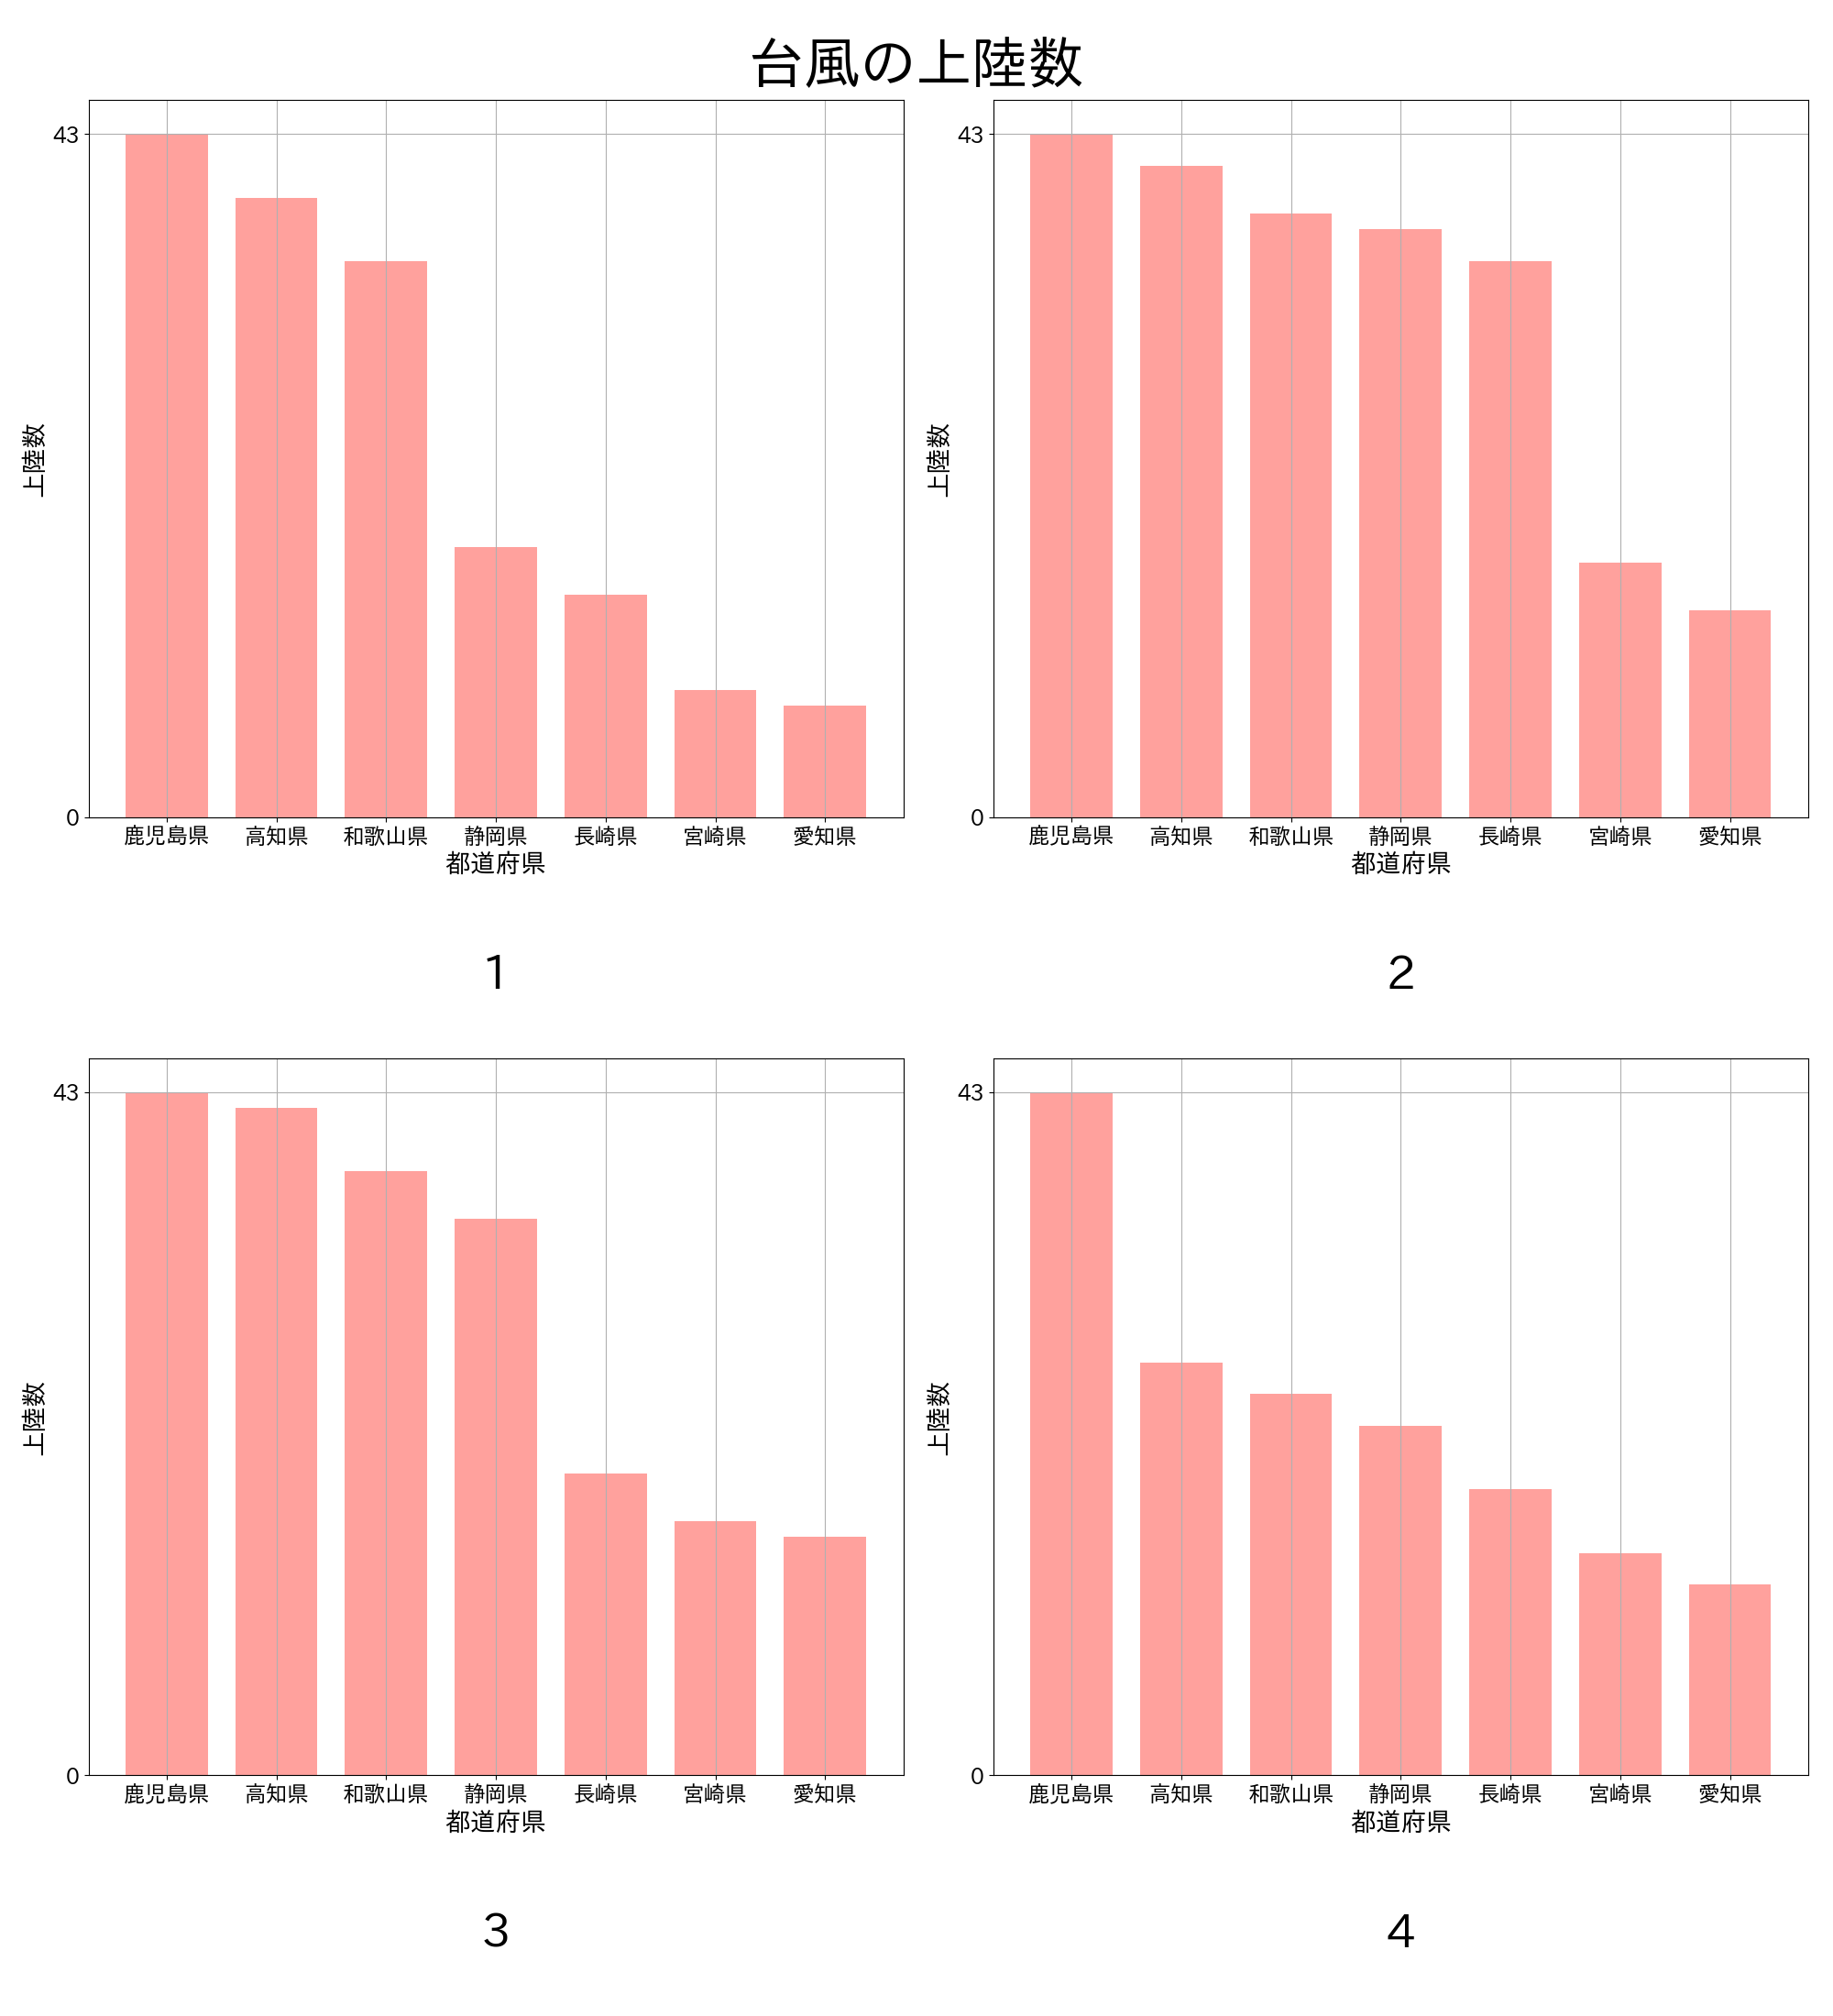 台風の上陸数
43
0
上陸数
鹿児島県 高知県 和歌山県 静岡県 長崎県 宮崎県 愛知県
都道府県
1
43
0
上陸数
鹿児島県 高知県 和歌山県 静岡県 長崎県 宮崎県 愛知県
都道府県
2
43
0
上陸数
鹿児島県 高知県 和歌山県 静岡県 長崎県 宮崎県 愛知県
都道府県
3
43
0
上陸数
鹿児島県 高知県 和歌山県 静岡県 長崎県 宮崎県 愛知県
都道府県
4